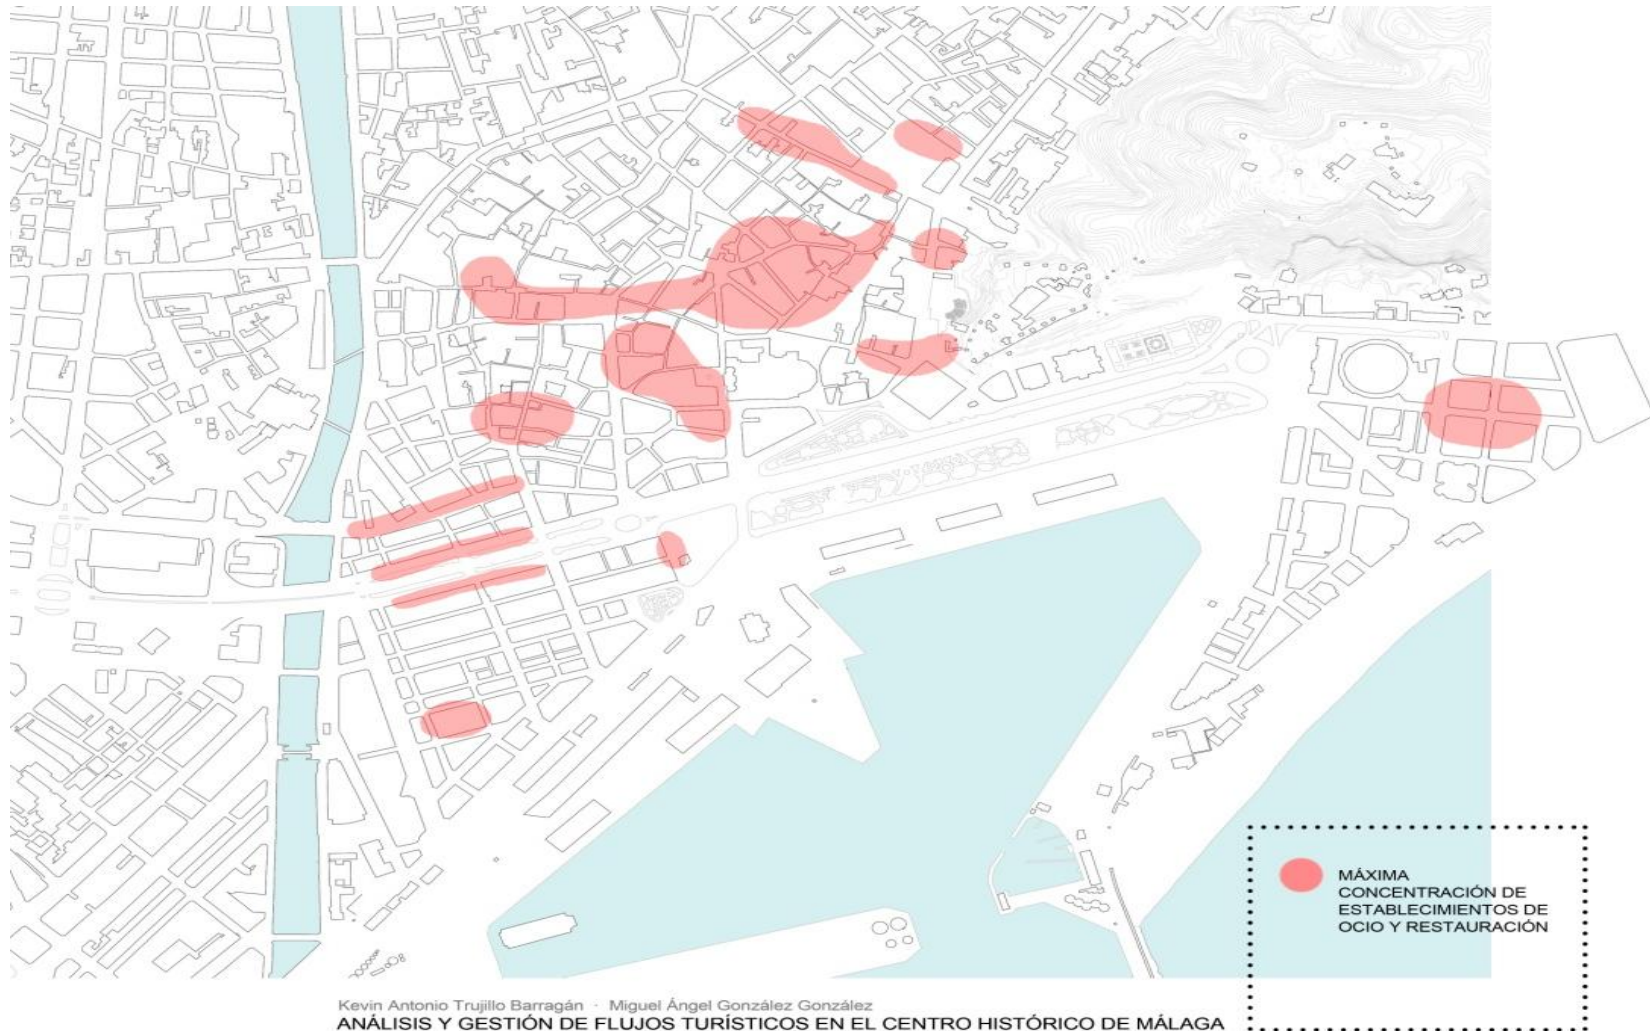 MÁXIMA
CONCENTRACIÓN DE
ESTABLECIMIENTOS DE
OCIO Y RESTAURACIÓN
Kevin Antonio Trujillo Barragán · Miguel Ángel González González
ANÁLISIS Y GESTIÓN DE FLUJOS TURÍSTICOS EN EL CENTRO HISTÓRICO DE MÁLAGA